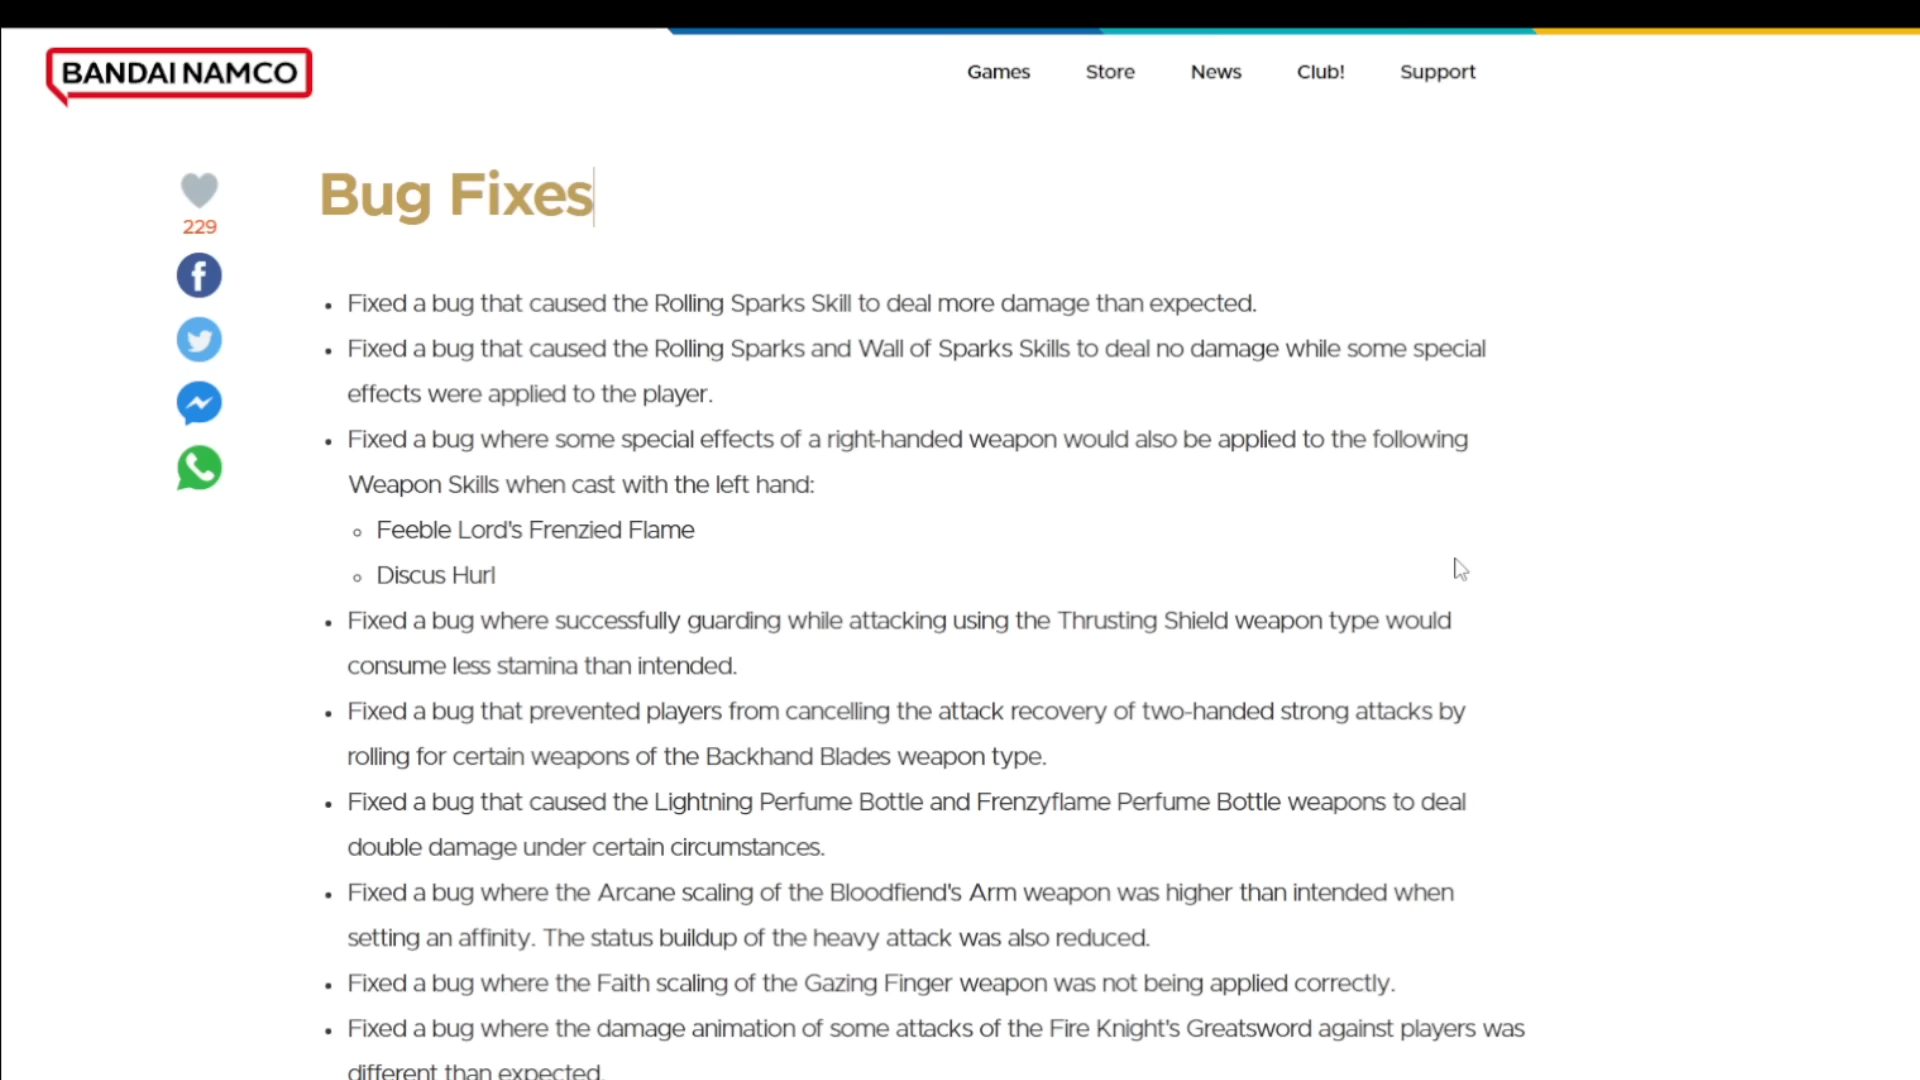 BANDAI NAMCO
Games
Store
News
Club!
Support
229
Bug Fixes
• Fixed a bug that caused the Rolling Sparks Skill to deal more damage than expected.
• Fixed a bug that caused the Rolling Sparks and Wall of Sparks Skills to deal no damage while some special
effects were applied to the player.
• Fixed a bug where some special effects of a right-handed weapon would also be applied to the following
Weapon Skills when cast with the left hand:
◦ Feeble Lord's Frenzied Flame
◦ Discus Hurl
• Fixed a bug where successfully guarding while attacking using the Thrusting Shield weapon type would
consume less stamina than intended.
• Fixed a bug that prevented players from cancelling the attack recovery of two-handed strong attacks by
rolling for certain weapons of the Backhand Blades weapon type.
• Fixed a bug that caused the Lightning Perfume Bottle and Frenzyflame Perfume Bottle weapons to deal
double damage under certain circumstances.
• Fixed a bug where the Arcane scaling of the Bloodfiend's Arm weapon was higher than intended when
setting an affinity. The status buildup of the heavy attack was also reduced.
• Fixed a bug where the Faith scaling of the Gazing Finger weapon was not being applied correctly.
• Fixed a bug where the damage animation of some attacks of the Fire Knight's Greatsword against players was
different than expected.